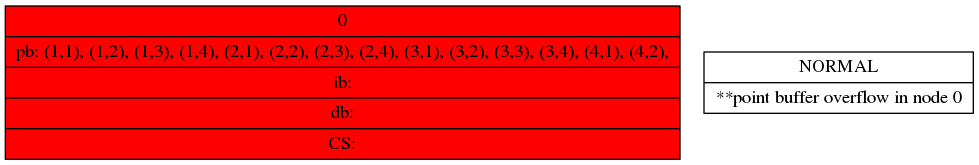 0
pb: (1,1), (1,2), (1,3), (1,4), (2,1), (2,2), (2,3), (2,4), (3,1), (3,2), (3,3), (3,4), (4,1), (4,2),
ib:
db:
CS:
NORMAL
**point buffer overflow in node 0